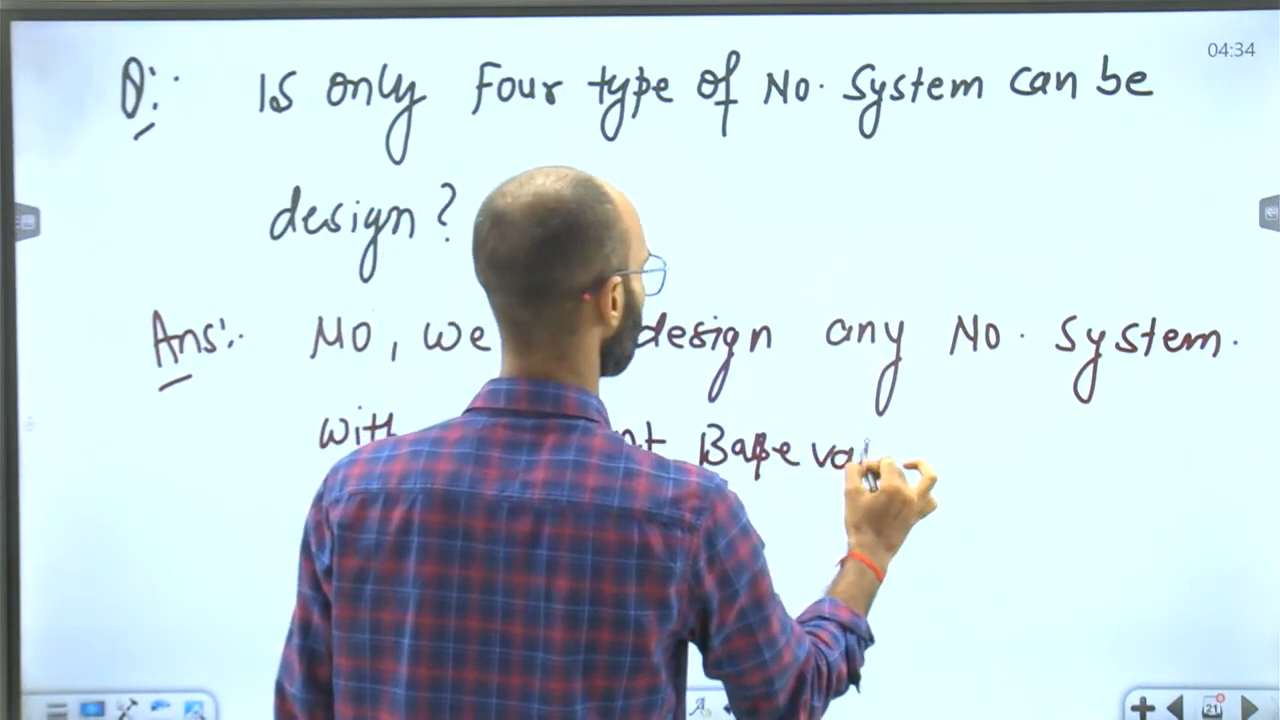 04:34
Q:- Is only Four type of No. System can be
design?
Ans:- No, we design any No. System.
with Base